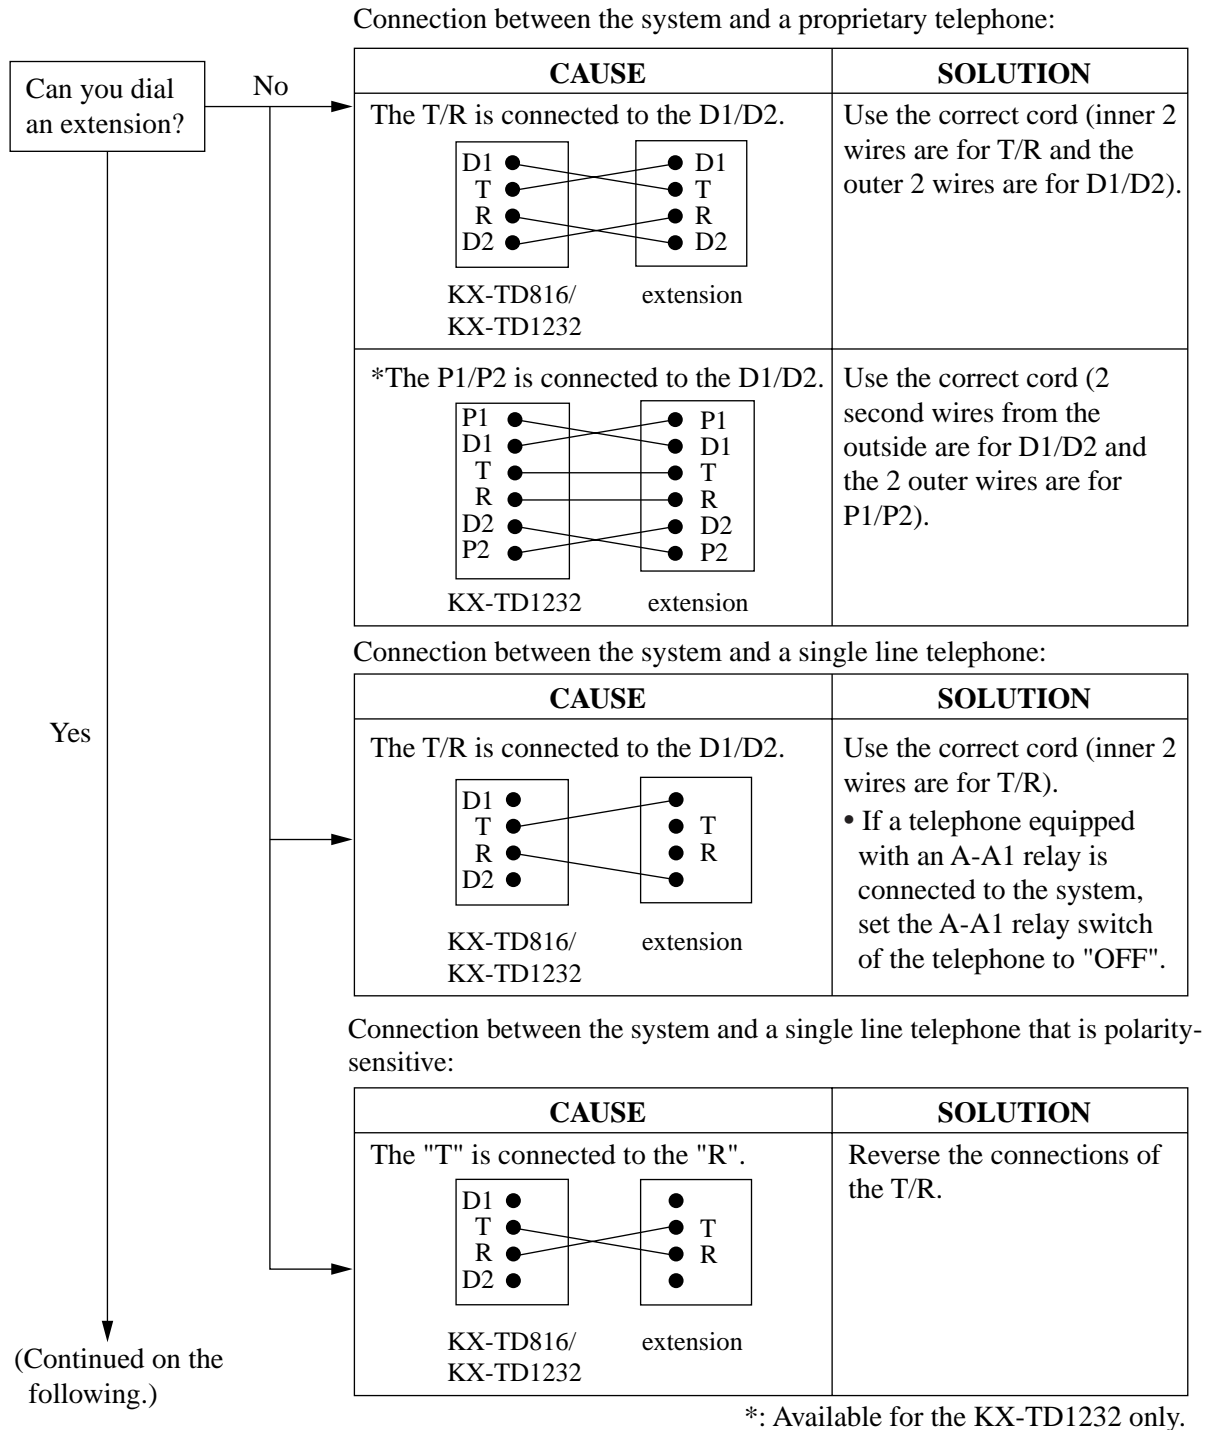 Connection between the system and a proprietary telephone:
Can you dial
an extension?
No
Yes
(Continued on the
following.)
CAUSE
SOLUTION
The T/R is connected to the D1/D2.
D1
T
R
D2
D1
T
R
D2
KX-TD816/
KX-TD1232
extension
Use the correct cord (inner 2
wires are for T/R and the
outer 2 wires are for D1/D2).
*The P1/P2 is connected to the D1/D2.
P1
D1
T
R
D2
P2
P1
D1
T
R
D2
P2
KX-TD1232
extension
Use the correct cord (2
second wires from the
outside are for D1/D2 and
the 2 outer wires are for
P1/P2).
Connection between the system and a single line telephone:
CAUSE
SOLUTION
The T/R is connected to the D1/D2.
D1
T
R
D2
T
R
KX-TD816/
KX-TD1232
extension
Use the correct cord (inner 2
wires are for T/R).
• If a telephone equipped
with an A-A1 relay is
connected to the system,
set the A-A1 relay switch
of the telephone to "OFF".
Connection between the system and a single line telephone that is polarity-
sensitive:
CAUSE
SOLUTION
The "T" is connected to the "R".
D1
T
R
D2
T
R
KX-TD816/
KX-TD1232
extension
Reverse the connections of
the T/R.
*: Available for the KX-TD1232 only.